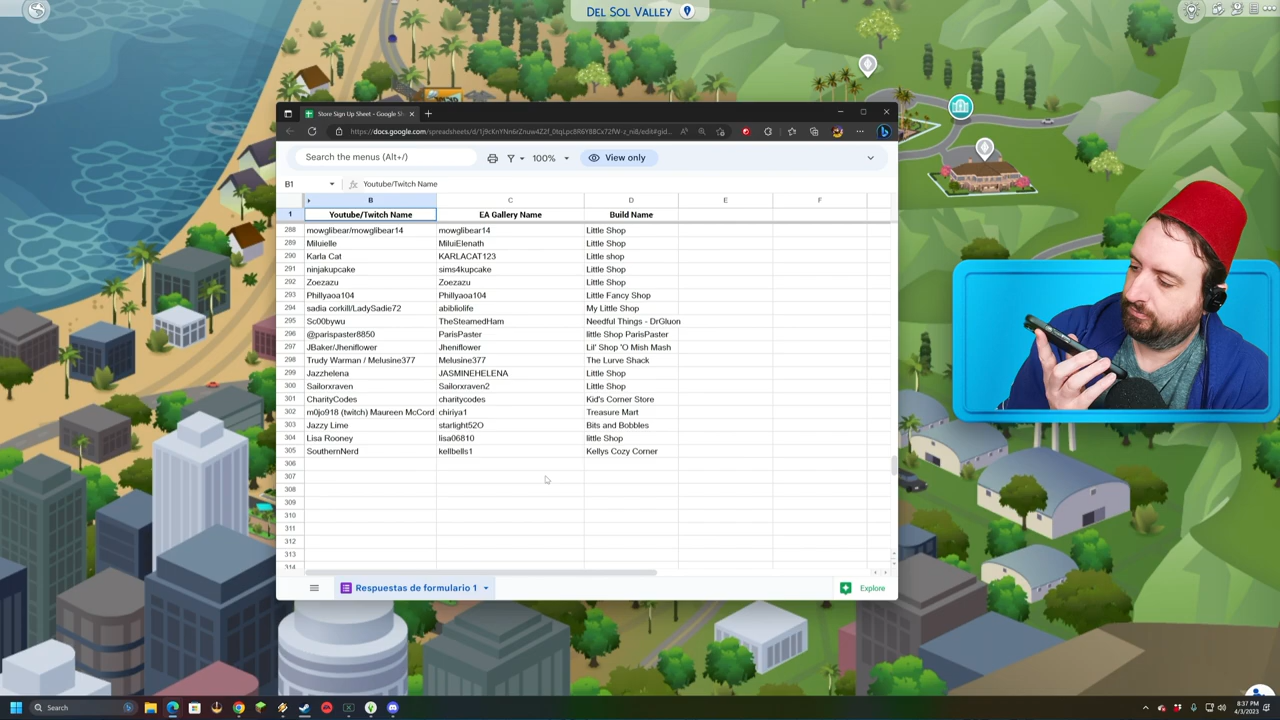 DEL SOL VALLEY
Store Sign Up Sheet - Google Sh
Search the menus (Alt+/)
100%
View only
B1
Youtube/Twitch Name
B C D E F
1 Youtube/Twitch Name EA Gallery Name Build Name
288 mowglibear/mowglibear14 mowglibear14 Little Shop
289 Miluielle MiluiElenath Little Shop
290 Karla Cat KARLACAT123 Little shop
291 ninjakupcake sims4kupcake Little Shop
292 Zoezazu Zoezazu Little Shop
293 Phillyaoa104 Phillyaoa104 Little Fancy Shop
294 sadia corkill/LadySadie72 abibliolife My Little Shop
295 Sc00bywu TheSteamedHam Needful Things - DrGluon
296 @parispaster8850 ParisPaster little Shop ParisPaster
297 JBaker/Jheniflower Jheniflower Lil' Shop 'O Mish Mash
298 Trudy Warman / Melusine377 Melusine377 The Lurve Shack
299 Jazzhelena JASMINEHELENA Little Shop
300 Sailorxraven Sailorxraven2 Little Shop
301 CharityCodes charitycodes Kid's Corner Store
302 m0jo918 (twitch) Maureen McCord chiriya1 Treasure Mart
303 Jazzy Lime starlight52O Bits and Bobbles
304 Lisa Rooney lisa06810 little Shop
305 SouthernNerd kellbells1 Kellys Cozy Corner
306
307
308
309
310
311
312
313
314
Respuestas de formulario 1
Explore
Search
8:37 PM
4/3/2023